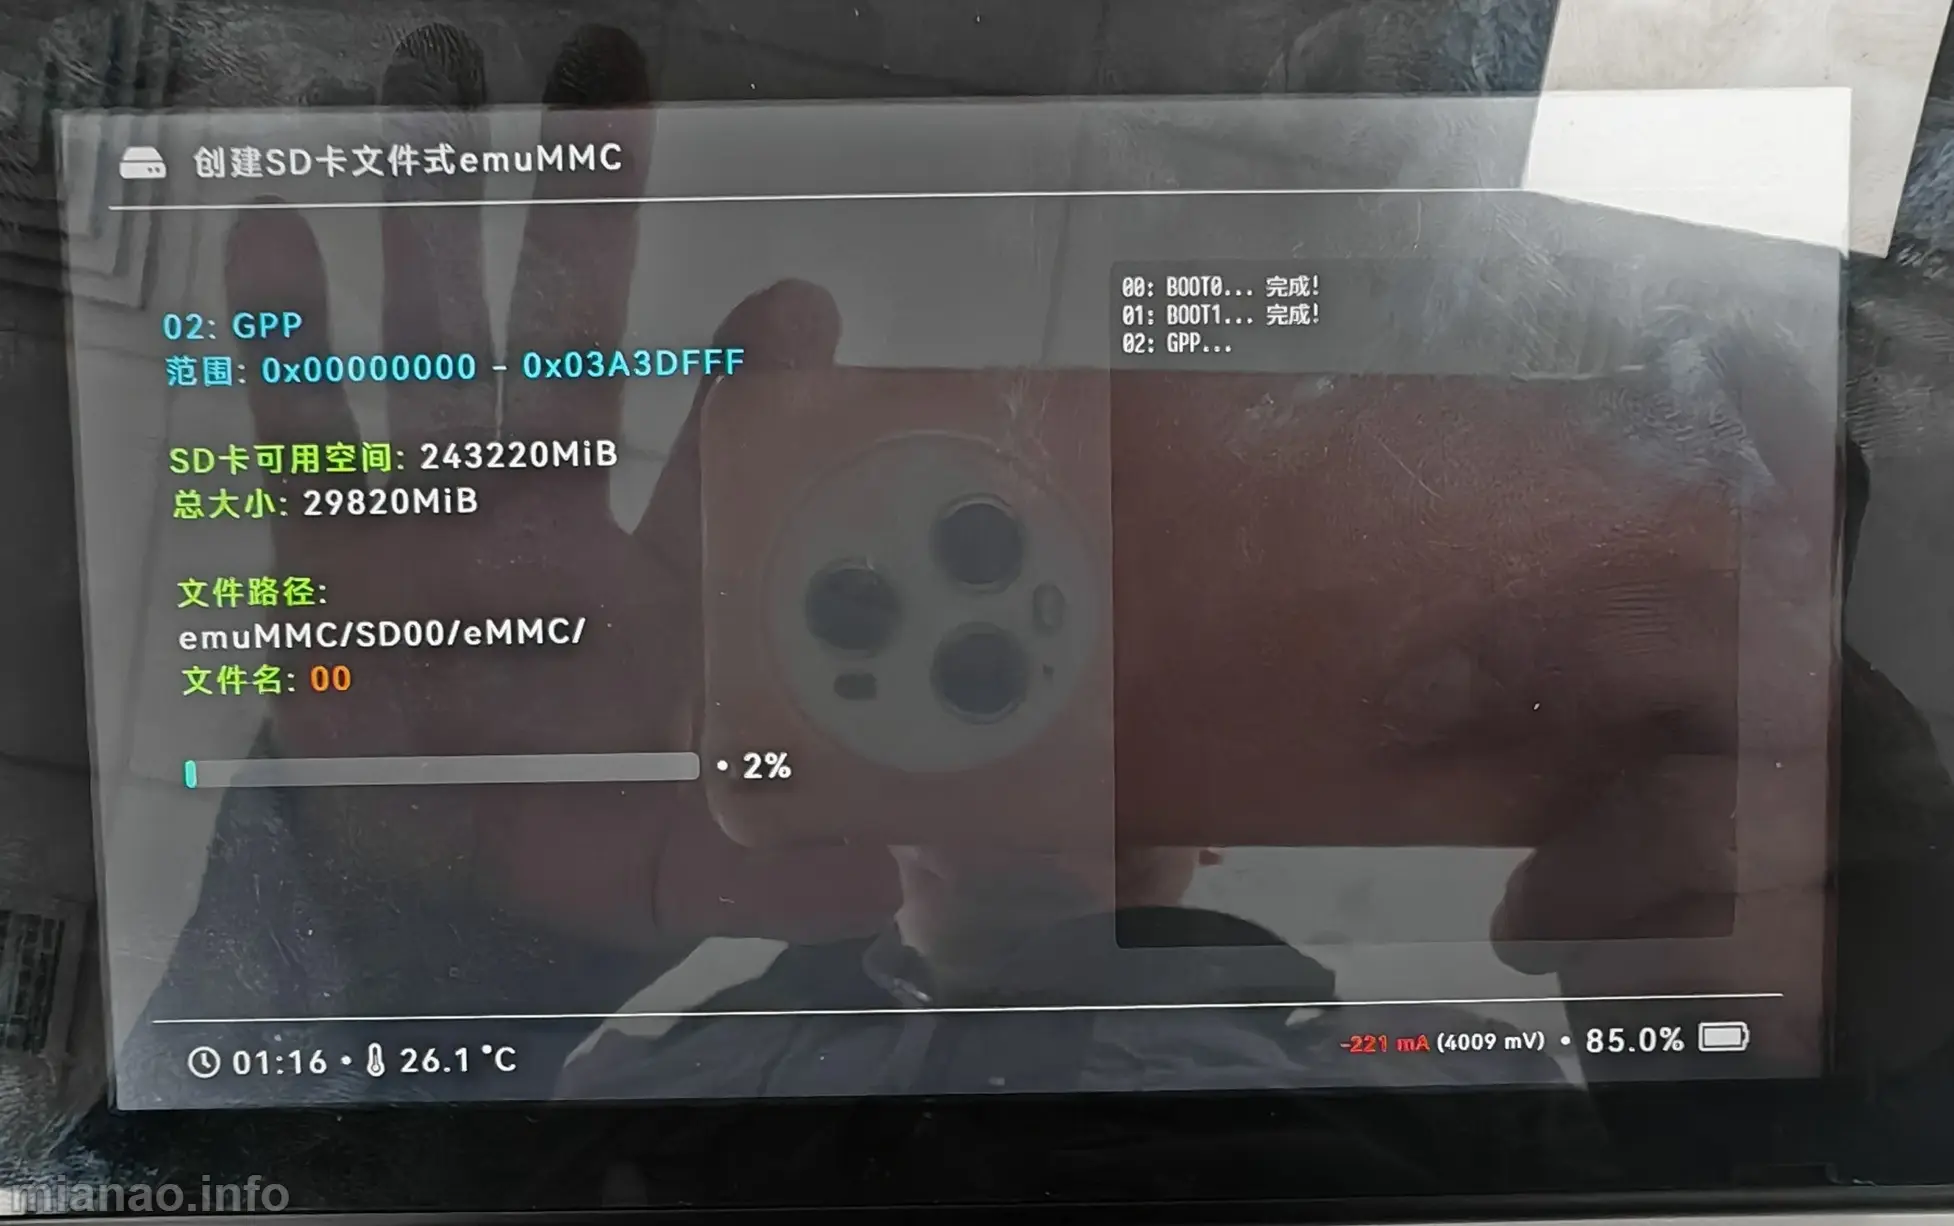 创建SD卡文件式emuMMC
02: GPP
范围: 0x00000000 - 0x03A3DFFF
SD卡可用空间: 243220MiB
总大小: 29820MiB
文件路径:
emuMMC/SD00/eMMC/
文件名: 00
• 2%
00: BOOT0... 完成!
01: BOOT1... 完成!
02: GPP...
01:16 • 26.1 °C
-221 mA (4009 mV) • 85.0%
mianao.info